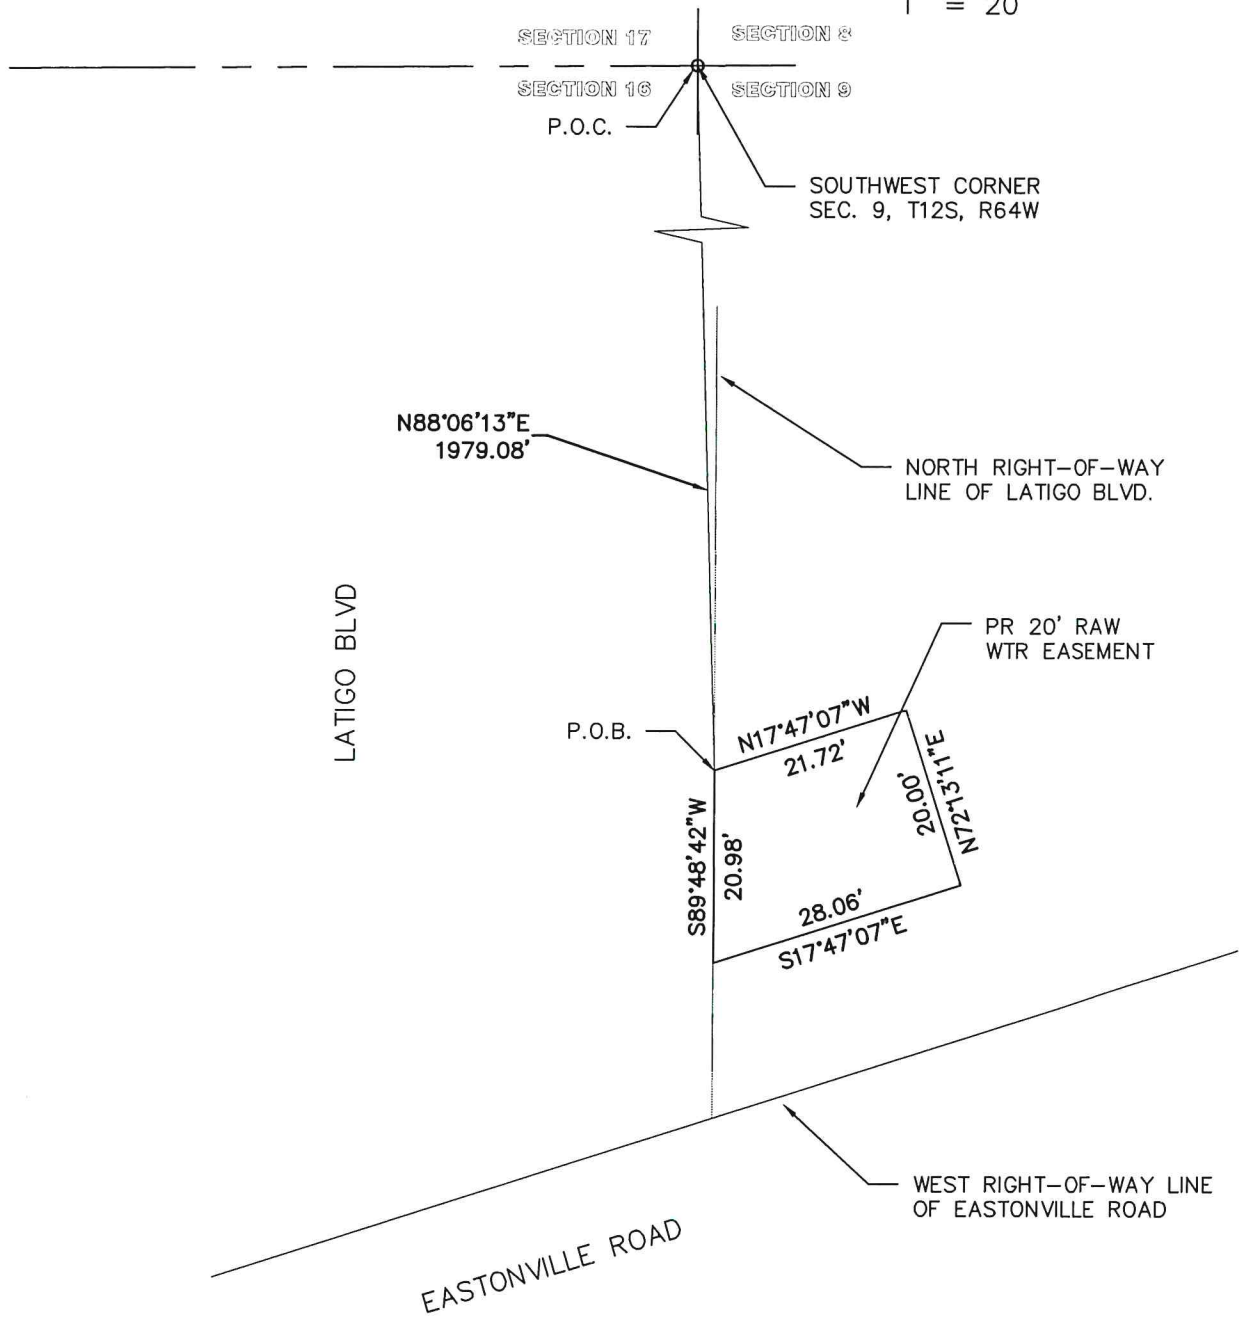 1" = 20'
SECTION 17
SECTION 8
SECTION 16
SECTION 9
P.O.C.
SOUTHWEST CORNER
SEC. 9, T12S, R64W
N88°06'13"E
1979.08'
NORTH RIGHT-OF-WAY
LINE OF LATIGO BLVD.
LATIGO BLVD
PR 20' RAW
WTR EASEMENT
P.O.B.
N17°47'07"W
21.72'
N72°13'11"E
20.00'
S89°48'42"W
20.98'
28.06'
S17°47'07"E
WEST RIGHT-OF-WAY LINE
OF EASTONVILLE ROAD
EASTONVILLE ROAD